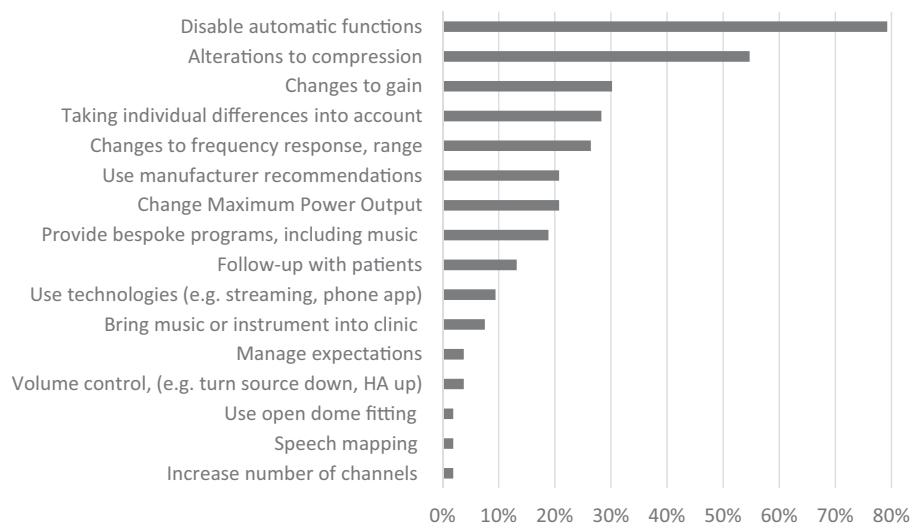 Disable automatic functions
Alterations to compression
Changes to gain
Taking individual differences into account
Changes to frequency response, range
Use manufacturer recommendations
Change Maximum Power Output
Provide bespoke programs, including music
Follow-up with patients
Use technologies (e.g. streaming, phone app)
Bring music or instrument into clinic
Manage expectations
Volume control, (e.g. turn source down, HA up)
Use open dome fitting
Speech mapping
Increase number of channels
0% 10% 20% 30% 40% 50% 60% 70% 80%